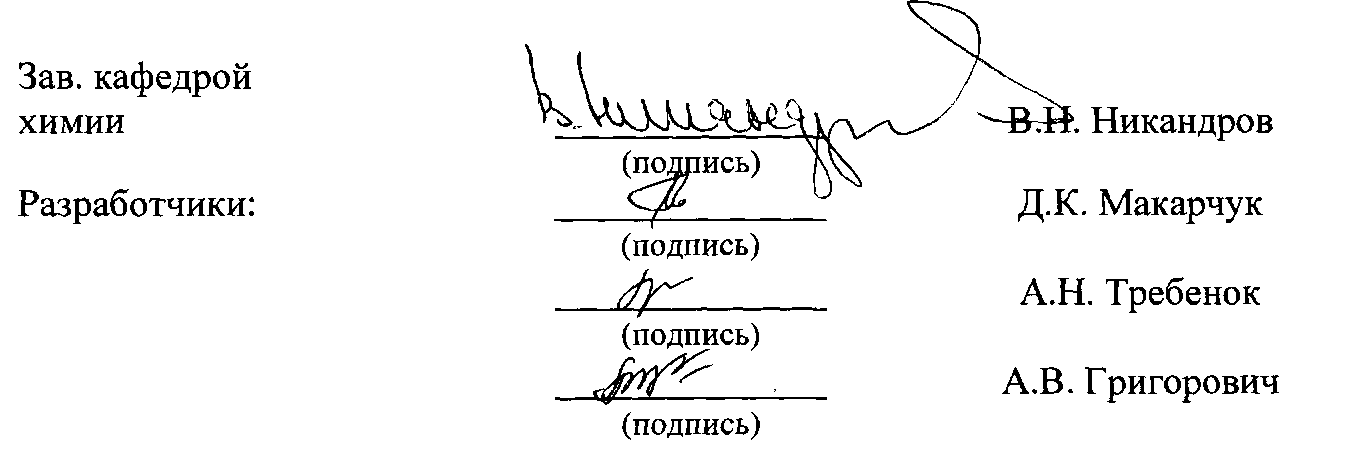 Зав. кафедрой
химии В.Н. Никандров
(подпись)
Разработчики: Д.К. Макарчук
(подпись)
А.Н. Требенок
(подпись)
А.В. Григорович
(подпись)